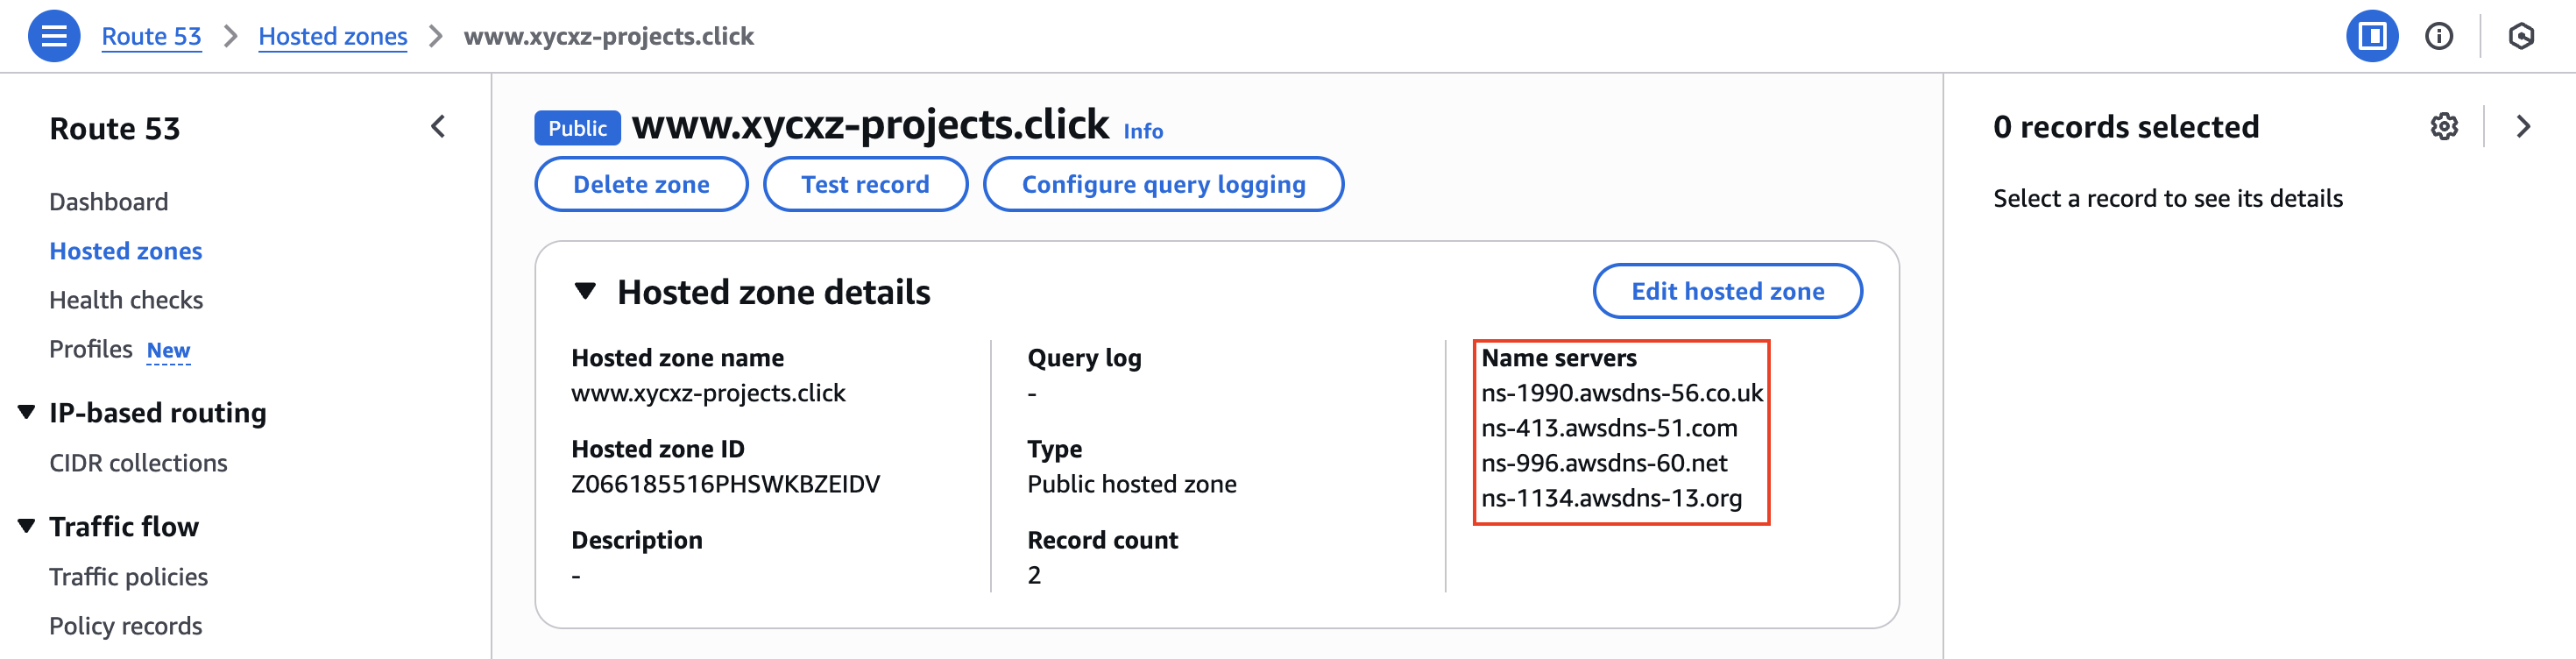 Route 53 > Hosted zones > www.xycxz-projects.click
Route 53
Dashboard
Hosted zones
Health checks
Profiles New
IP-based routing
CIDR collections
Traffic flow
Traffic policies
Policy records
Public www.xycxz-projects.click Info
Delete zone Test record Configure query logging
Hosted zone details Edit hosted zone
Hosted zone name
www.xycxz-projects.click
Hosted zone ID
Z066185516PHSWKBZEIDV
Description
-
Query log
-
Type
Public hosted zone
Record count
2
Name servers
ns-1990.awsdns-56.co.uk
ns-413.awsdns-51.com
ns-996.awsdns-60.net
ns-1134.awsdns-13.org
0 records selected
Select a record to see its details